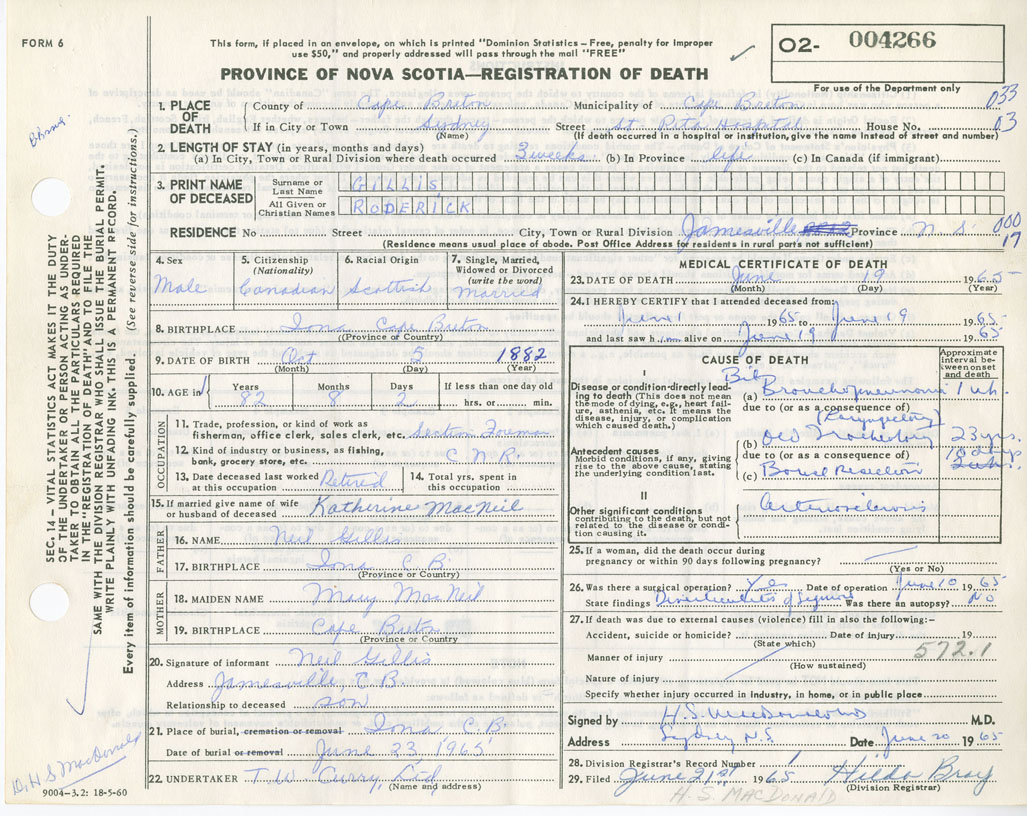 FORM 6
This form, if placed in an envelope, on which is printed "Dominion Statistics – Free, penalty for improper
use $50," and properly addressed will pass through the mail "FREE"
02- 004266
PROVINCE OF NOVA SCOTIA—REGISTRATION OF DEATH
For use of the Department only
1. PLACE OF DEATH
County of Cape Breton Municipality of Cape Breton 033
If in City or Town Sydney Street St Rita Hospital House No. 03
(Name) (If death occurred in a hospital or institution, give the name instead of street and number)
2. LENGTH OF STAY (in years, months and days)
(a) In City, Town or Rural Division where death occurred 3 weeks (b) In Province life (c) In Canada (if immigrant)
3. PRINT NAME OF DECEASED
Surname or Last Name GILLIS
All Given or Christian Names RODERICK
RESIDENCE No Street City, Town or Rural Division Jamesville Province N. S. 000
17
(Residence means usual place of abode. Post Office Address for residents in rural parts not sufficient)
4. Sex Male
5. Citizenship (Nationality) Canadian
6. Racial Origin Scottish
7. Single, Married, Widowed or Divorced (write the word) Married
8. BIRTHPLACE Iona Cape Breton
(Province or Country)
9. DATE OF BIRTH Oct 5 1882
(Month) (Day) (Year)
10. AGE in Years 82 Months 8 Days 2 If less than one day old hrs. or min.
OCCUPATION
11. Trade, profession, or kind of work as
fisherman, office clerk, sales clerk, etc. Section Foreman
12. Kind of industry or business, as fishing,
bank, grocery store, etc. C.N.R.
13. Date deceased last worked at this occupation Retired
14. Total yrs. spent in this occupation
15. If married give name of wife or husband of deceased Katherine MacNeil
FATHER
16. NAME Neil Gillis
17. BIRTHPLACE Iona C B.
(Province or Country)
MOTHER
18. MAIDEN NAME Mary MacNeil
19. BIRTHPLACE Cape Breton
(Province or Country
20. Signature of informant Neil Gillis
Address Jamesville, C.B.
Relationship to deceased son
21. Place of burial, cremation or removal Iona, C.B.
Date of burial or removal June 23, 1965
22. UNDERTAKER T.W. Curry Ltd
(Name and address)
MEDICAL CERTIFICATE OF DEATH
23. DATE OF DEATH June 19 1965
(Month) (Day) (Year)
24. I HEREBY CERTIFY that I attended deceased from:
June 1 1965 to June 19 1965
and last saw him alive on June 19 1965
CAUSE OF DEATH
Approximate interval between onset and death
I
Disease or condition directly leading to death (This does not mean the mode of dying, e.g., heart failure, asthenia, etc. It means the disease, injury, or complication which caused death.)
(a) Bil. Bronchopneumonia 1 wk.
due to (or as a consequence of)
Antecedent causes
Morbid conditions, if any, giving rise to the above cause, stating the underlying condition last.
(b) Old 23 yrs.
due to (or as a consequence of)
(c) Bowel Resection
II
Other significant conditions
contributing to the death, but not related to the disease or condition causing it.
Arteriosclerosis
25. If a woman, did the death occur during
pregnancy or within 90 days following pregnancy?
(Yes or No)
26. Was there a surgical operation? Yes Date of operation June 10 1965
State findings Diverticulitis of Sigmoid Was there an autopsy? NO
27. If death was due to external causes (violence) fill in also the following:–
Accident, suicide or homicide? Date of injury 19
(State which)
572.1
Manner of injury
(How sustained)
Nature of injury
Specify whether injury occurred in industry, in home, or in public place
Signed by H.S. MacDonald M.D.
Address Sydney N.S. Date June 20 1965
28. Division Registrar's Record Number 1
29. Filed June 21st 1965 Hilda Bray
(Division Registrar)
H.S. MACDONALD
SEC. 14 – VITAL STATISTICS ACT MAKES IT THE DUTY
OF THE UNDERTAKER OR PERSON ACTING AS UNDER-
TAKER TO OBTAIN ALL THE PARTICULARS REQUIRED
IN THE "REGISTRATION OF DEATH" AND TO FILE THE
SAME WITH THE DIVISION REGISTRAR WHO SHALL ISSUE THE BURIAL PERMIT.
WRITE PLAINLY WITH UNFADING INK. THIS IS A PERMANENT RECORD.
Every item of information should be carefully supplied. (See reverse side for instructions.)
Dr. H S MacDonald
9004–3.2: 18-5-60